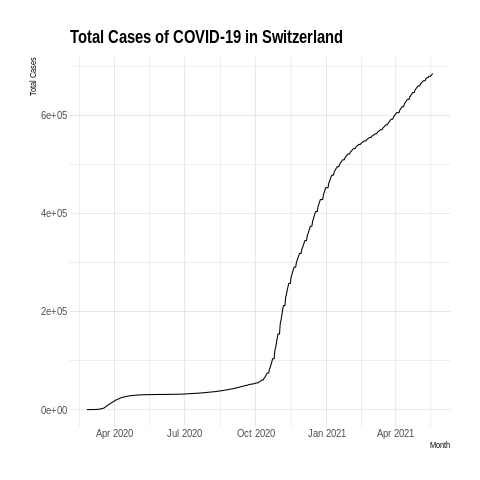 Total Cases of COVID-19 in Switzerland
Total Cases
6e+05
4e+05
2e+05
0e+00
Apr 2020 Jul 2020 Oct 2020 Jan 2021 Apr 2021
Month